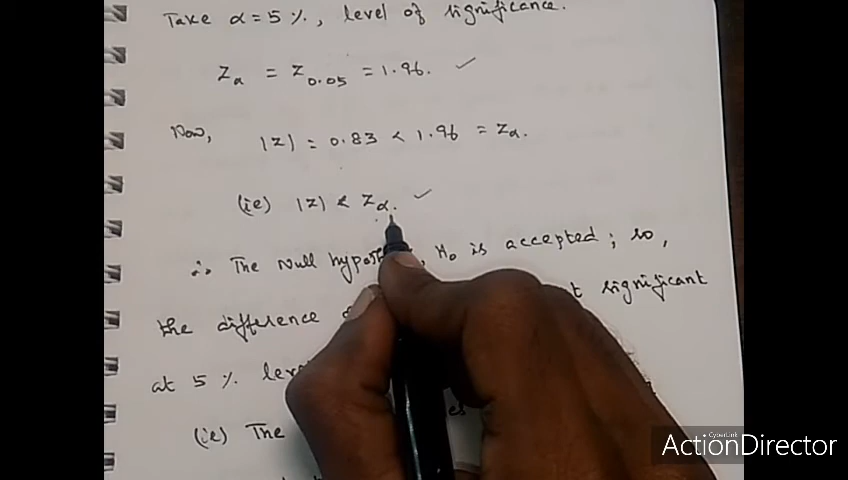 Take α = 5 %, level of significance.
Zα = Z0.05 = 1.96.
Now, |Z| = 0.83 < 1.96 = Zα.
(ie) |Z| < Zα.
∴ The Null, H0 is accepted; so,
the difference significant
at 5 %
(ie) The
CyberLink
ActionDirector